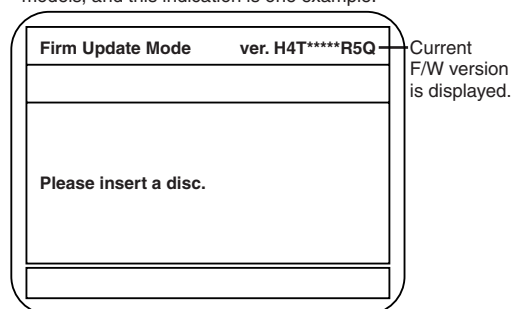 models, and this indication is one example.
Firm Update Mode ver. H4T*****R5Q
Current
F/W version
is displayed.
Please insert a disc.